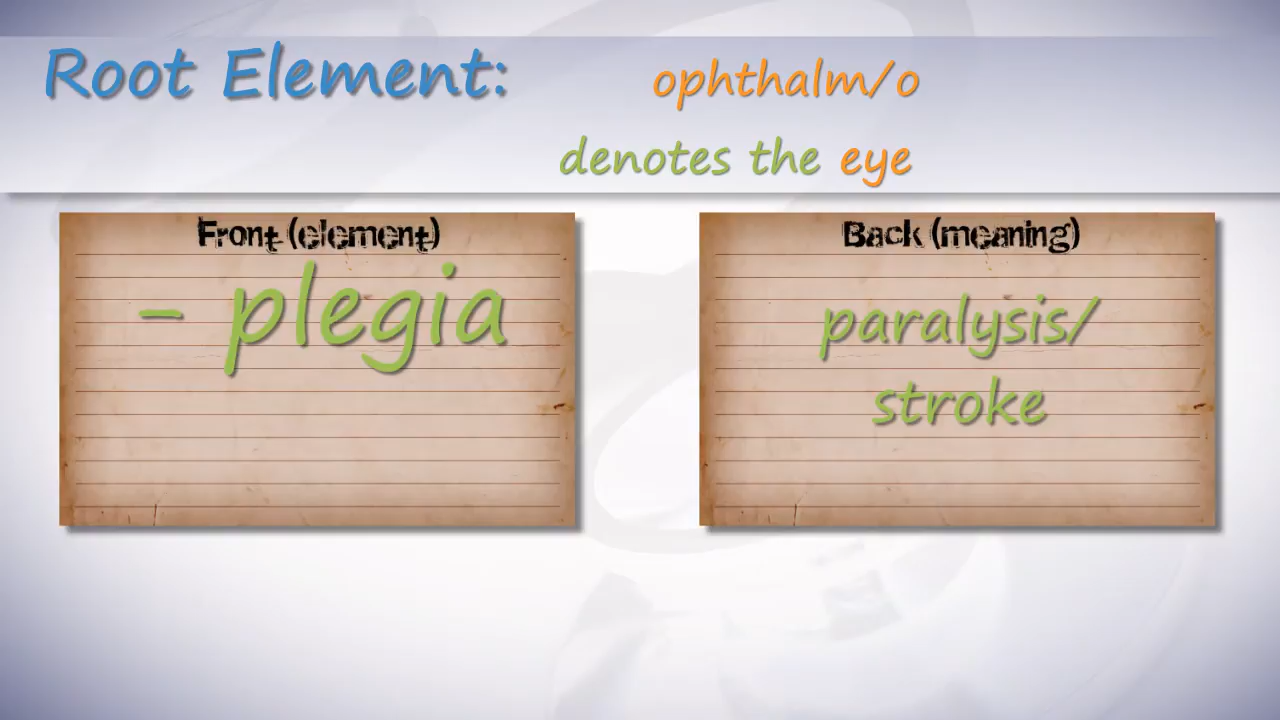 Root Element: ophthalm/o
denotes the eye
Front (element)
- plegia
Back (meaning)
paralysis/
stroke